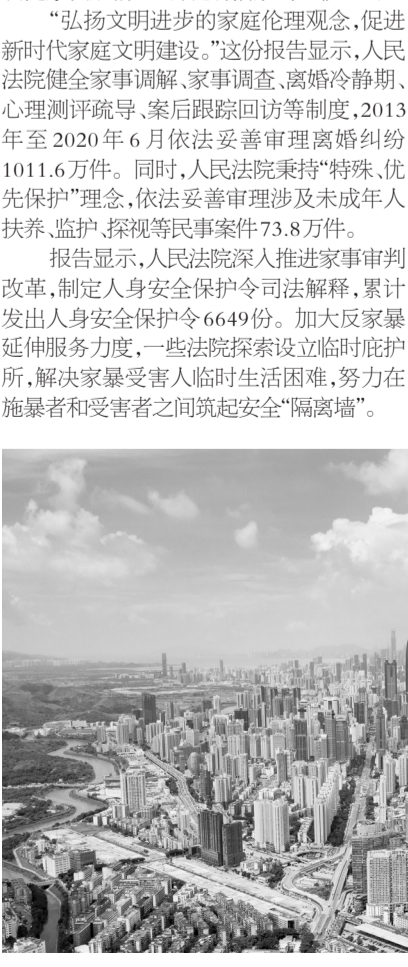 “弘扬文明进步的家庭伦理观念，促进
新时代家庭文明建设。”这份报告显示，人民
法院健全家事调解、家事调查、离婚冷静期、
心理测评疏导、案后跟踪回访等制度，2013
年至2020年6月依法妥善审理离婚纠纷
1011.6万件。同时，人民法院秉持“特殊、优
先保护”理念，依法妥善审理涉及未成年人
扶养、监护、探视等民事案件73.8万件。
报告显示，人民法院深入推进家事审判
改革，制定人身安全保护令司法解释，累计
发出人身安全保护令6649份。加大反家暴
延伸服务力度，一些法院探索设立临时庇护
所，解决家暴受害人临时生活困难，努力在
施暴者和受害者之间筑起安全“隔离墙”。